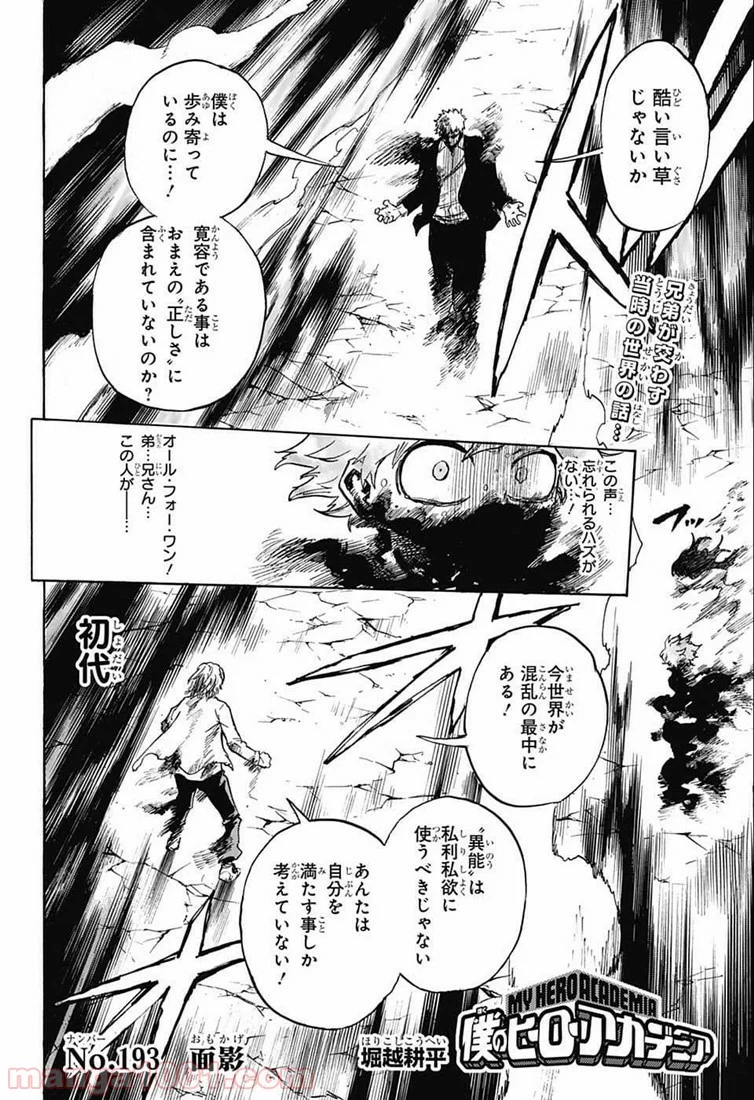 酷い言い草
じゃないか
兄弟が交わす
当時の世界の話…
僕は
歩み寄って
いるのに…!
寛容である事は
おまえの〝正しさ〟に
含まれていないのか?
この声…
忘れられるハズが
ない…!
オール・フォー・ワン!
弟…兄さん…
この人が――
初代
今世界が
混乱の最中に
ある!
〝異能〟は
私利私欲に
使うべきじゃない
あんたは
自分を
満たす事しか
考えていない!
MY HERO ACADEMIA
僕のヒーローアカデミア
No.193 面影 堀越耕平